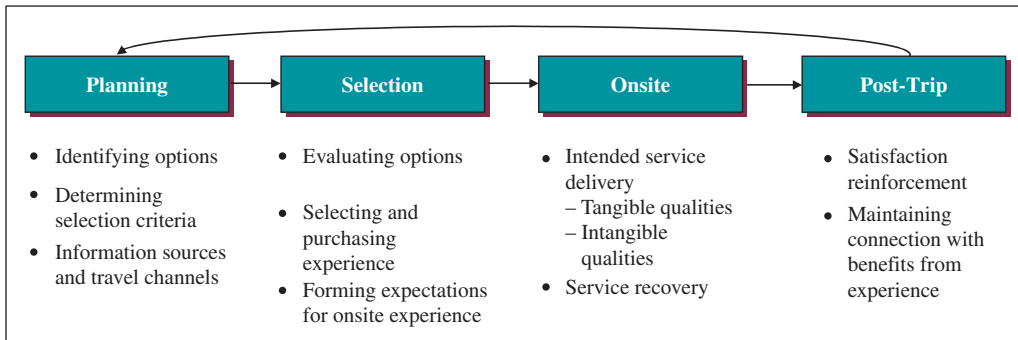 Planning
Selection
Onsite
Post-Trip
• Identifying options
• Determining
selection criteria
• Information sources
and travel channels
• Evaluating options
• Selecting and
purchasing
experience
• Forming expectations
for onsite experience
• Intended service
delivery
– Tangible qualities
– Intangible
qualities
• Service recovery
• Satisfaction
reinforcement
• Maintaining
connection with
benefits from
experience